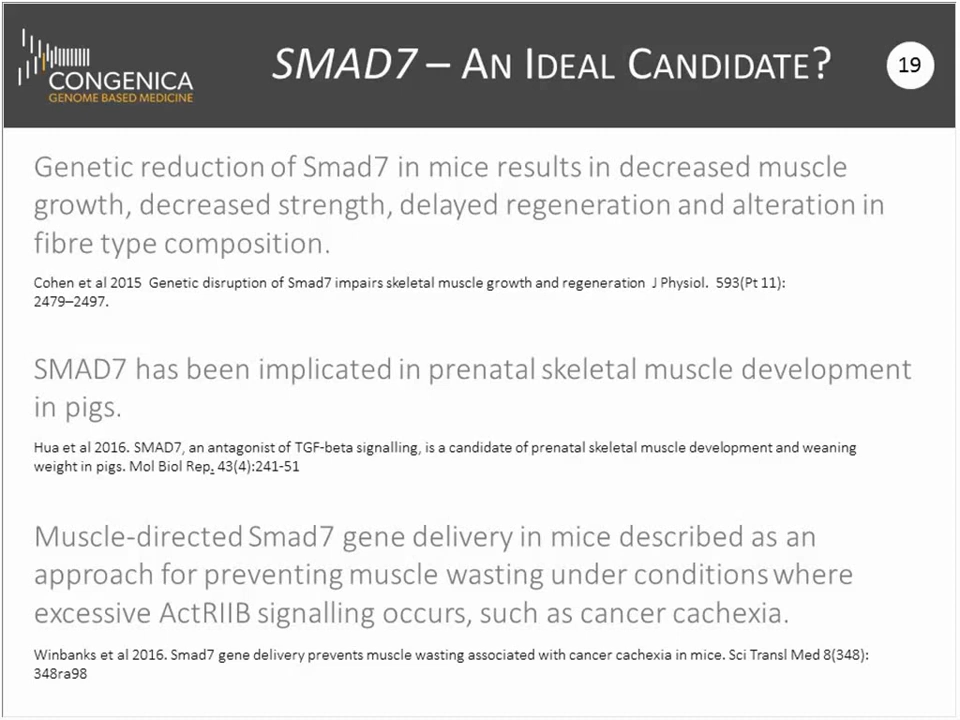 CONGENICA
GENOME BASED MEDICINE
SMAD7 – AN IDEAL CANDIDATE?
19
Genetic reduction of Smad7 in mice results in decreased muscle
growth, decreased strength, delayed regeneration and alteration in
fibre type composition.
Cohen et al 2015  Genetic disruption of Smad7 impairs skeletal muscle growth and regeneration  J Physiol.  593(Pt 11):
2479–2497.
SMAD7 has been implicated in prenatal skeletal muscle development
in pigs.
Hua et al 2016. SMAD7, an antagonist of TGF-beta signalling, is a candidate of prenatal skeletal muscle development and weaning
weight in pigs. Mol Biol Rep. 43(4):241-51
Muscle-directed Smad7 gene delivery in mice described as an
approach for preventing muscle wasting under conditions where
excessive ActRIIB signalling occurs, such as cancer cachexia.
Winbanks et al 2016. Smad7 gene delivery prevents muscle wasting associated with cancer cachexia in mice. Sci Transl Med 8(348):
348ra98